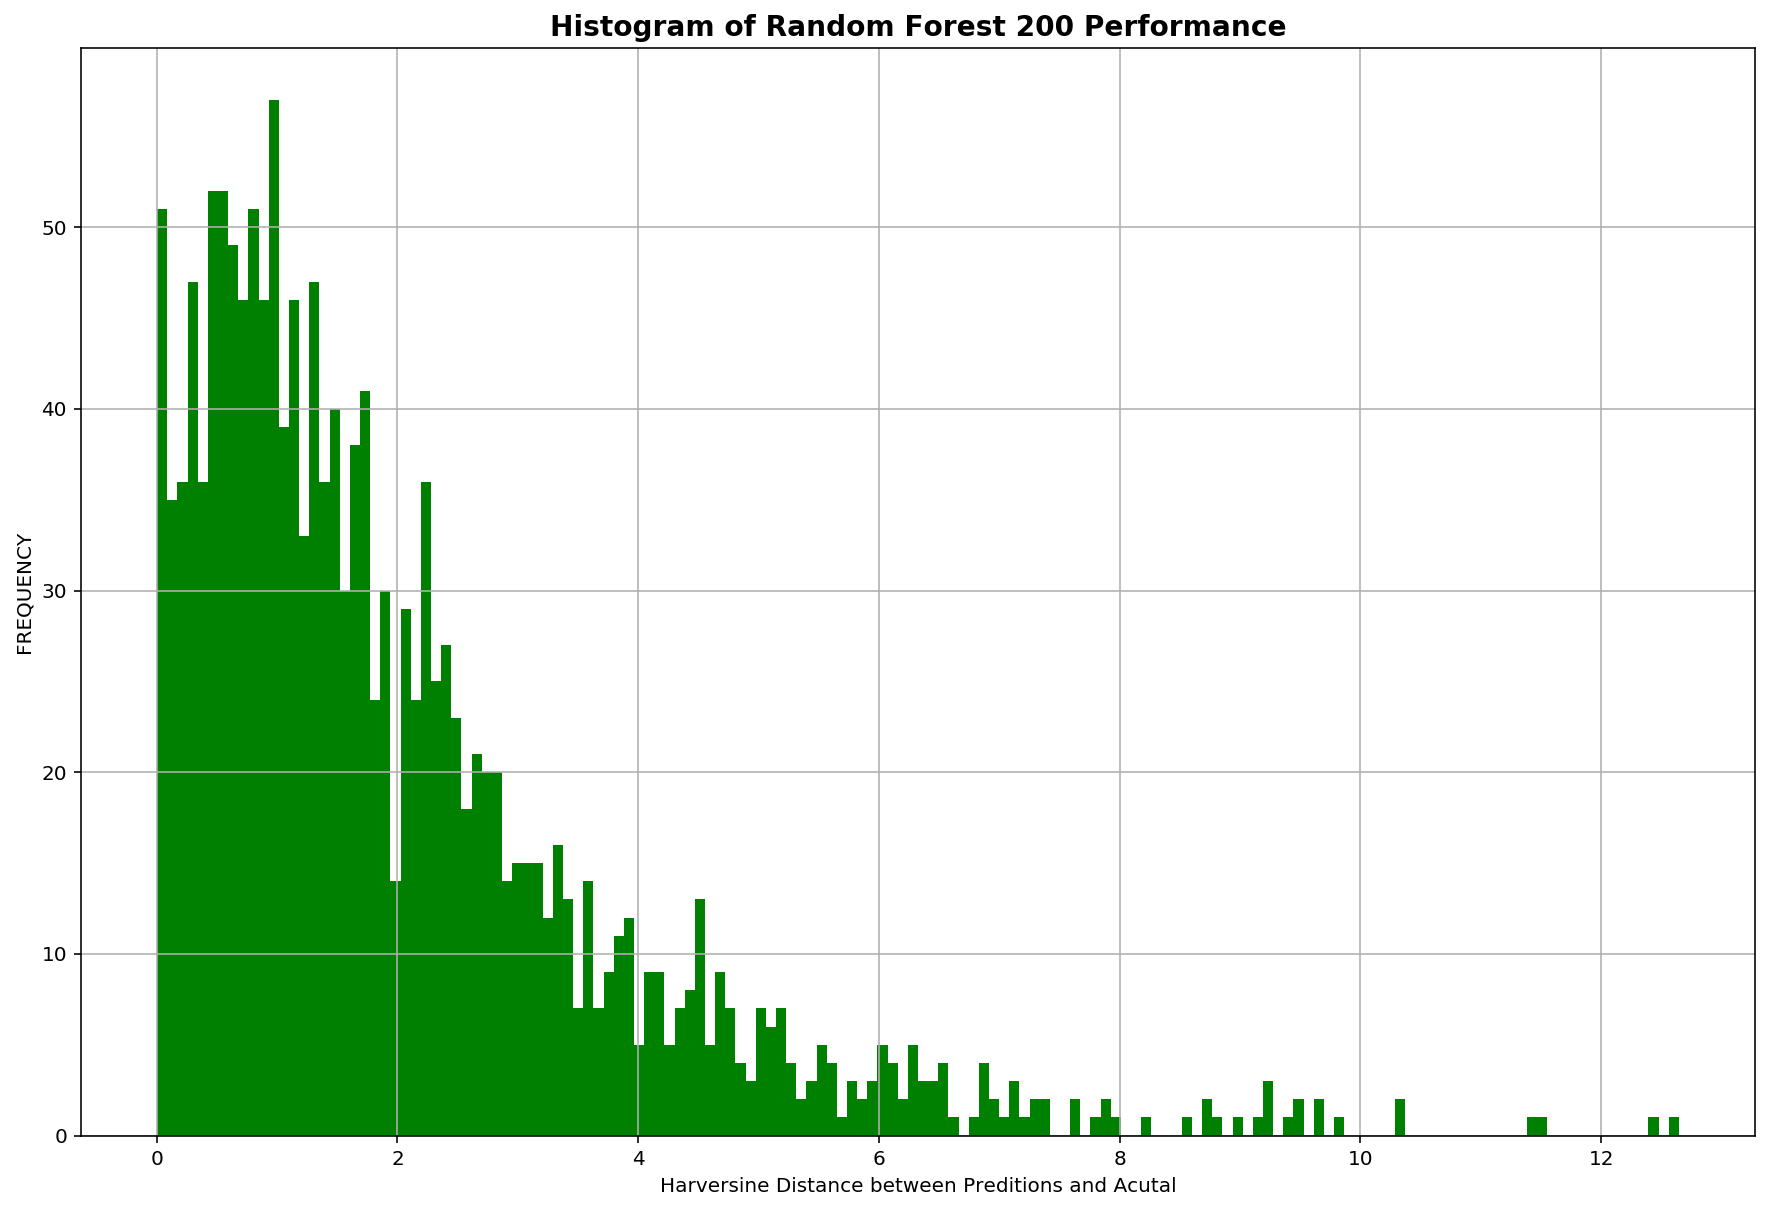 Histogram of Random Forest 200 Performance
FREQUENCY
50
40
30
20
10
0
0 2 4 6 8 10 12
Harversine Distance between Preditions and Acutal